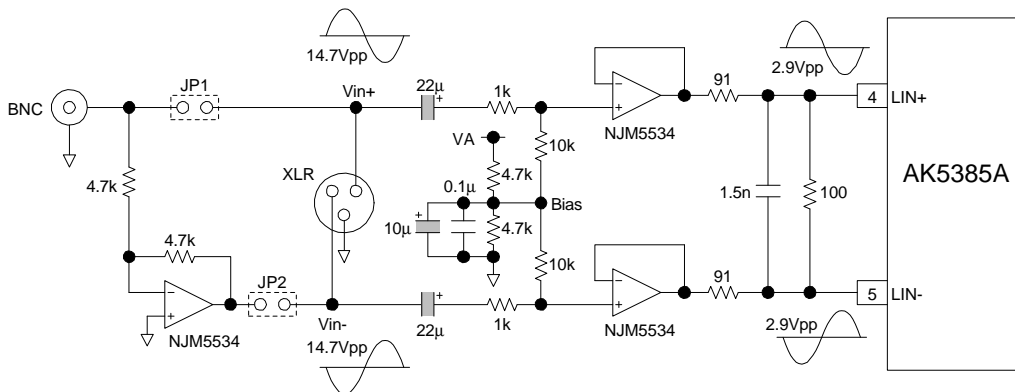 14.7Vpp
2.9Vpp
BNC
JP1
Vin+
22μ
+
1k
+
-
NJM5534
91
4
LIN+
VA
10k
4.7k
XLR
0.1μ
4.7k
Bias
1.5n
100
AK5385A
+
10μ
4.7k
10k
4.7k
JP2
-
+
NJM5534
Vin-
14.7Vpp
22μ
+
1k
-
+
NJM5534
91
5
LIN-
2.9Vpp